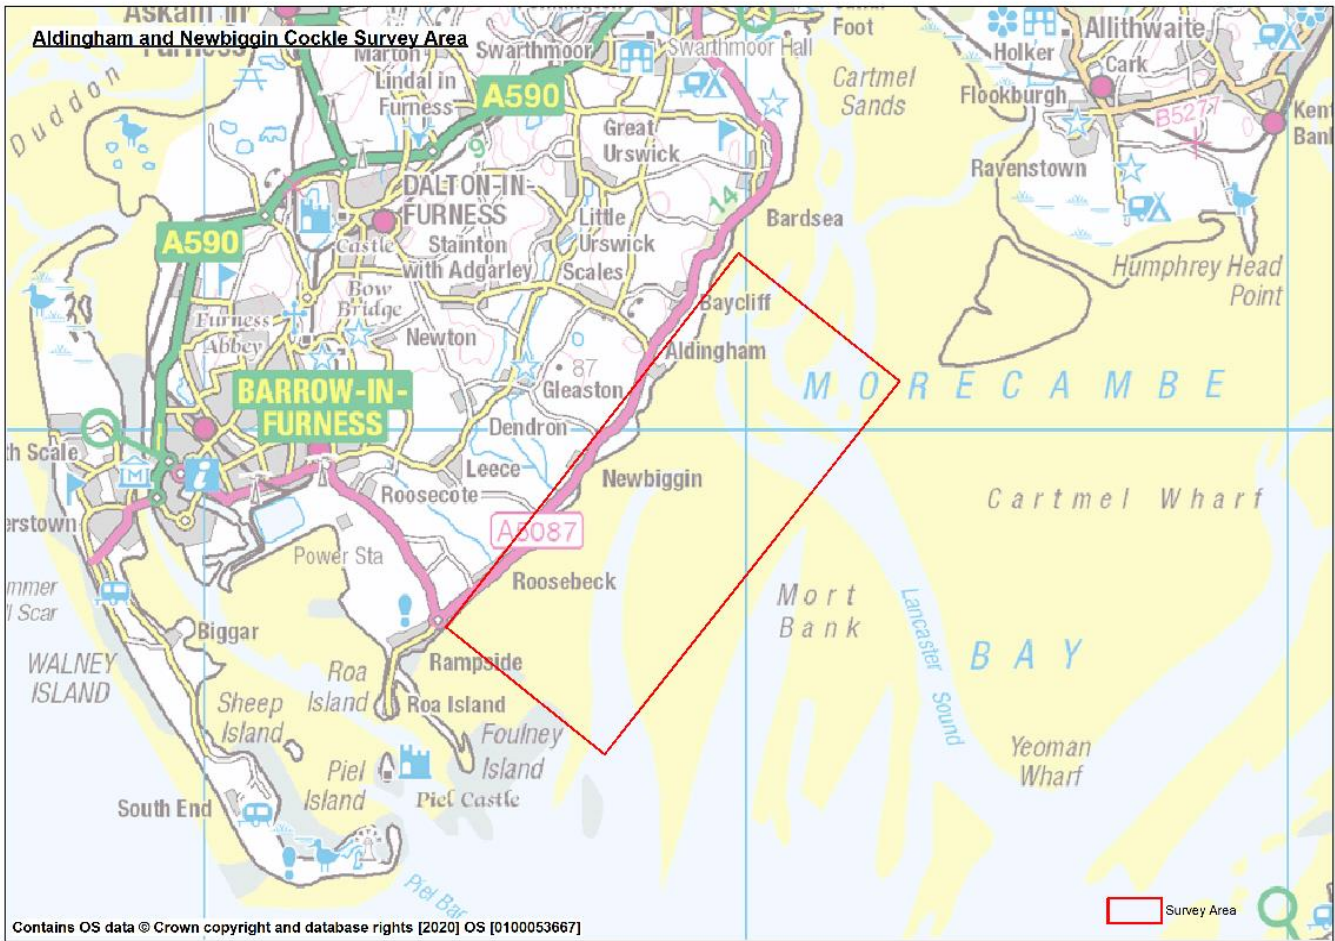 Askam in
Furness
Aldingham and Newbiggin Cockle Survey Area
Marton
Swarthmoor
Swarthmoor Hall
Foot
Allithwaite
Holker
Cark
Lindal in
Furness
A590
Cartmel
Sands
Flookburgh
B5277
Kent
Bank
Duddon
9
Great
Urswick
Ravenstown
DALTON-IN-
FURNESS
14
Bardsea
A590
Castle
Stainton
with Adgarley
Little
Urswick
Scales
Humphrey Head
Point
Bow
Bridge
Baycliff
Furness
Abbey
Newton
Aldingham
87
Gleaston
MORECAMBE
BARROW-IN-
FURNESS
Dendron
th Scale
Leece
Newbiggin
Roosecote
Cartmel Wharf
erstown
A5087
Power Sta
Roosebeck
mmer
l Scar
Mort
Bank
Lancaster Sound
Biggar
BAY
WALNEY
ISLAND
Rampside
Roa
Island
Roa Island
Sheep
Island
Foulney
Island
Yeoman
Wharf
Piel
Island
Piel Castle
South End
Piel Bar
Survey Area
Contains OS data © Crown copyright and database rights [2020] OS [0100053667]